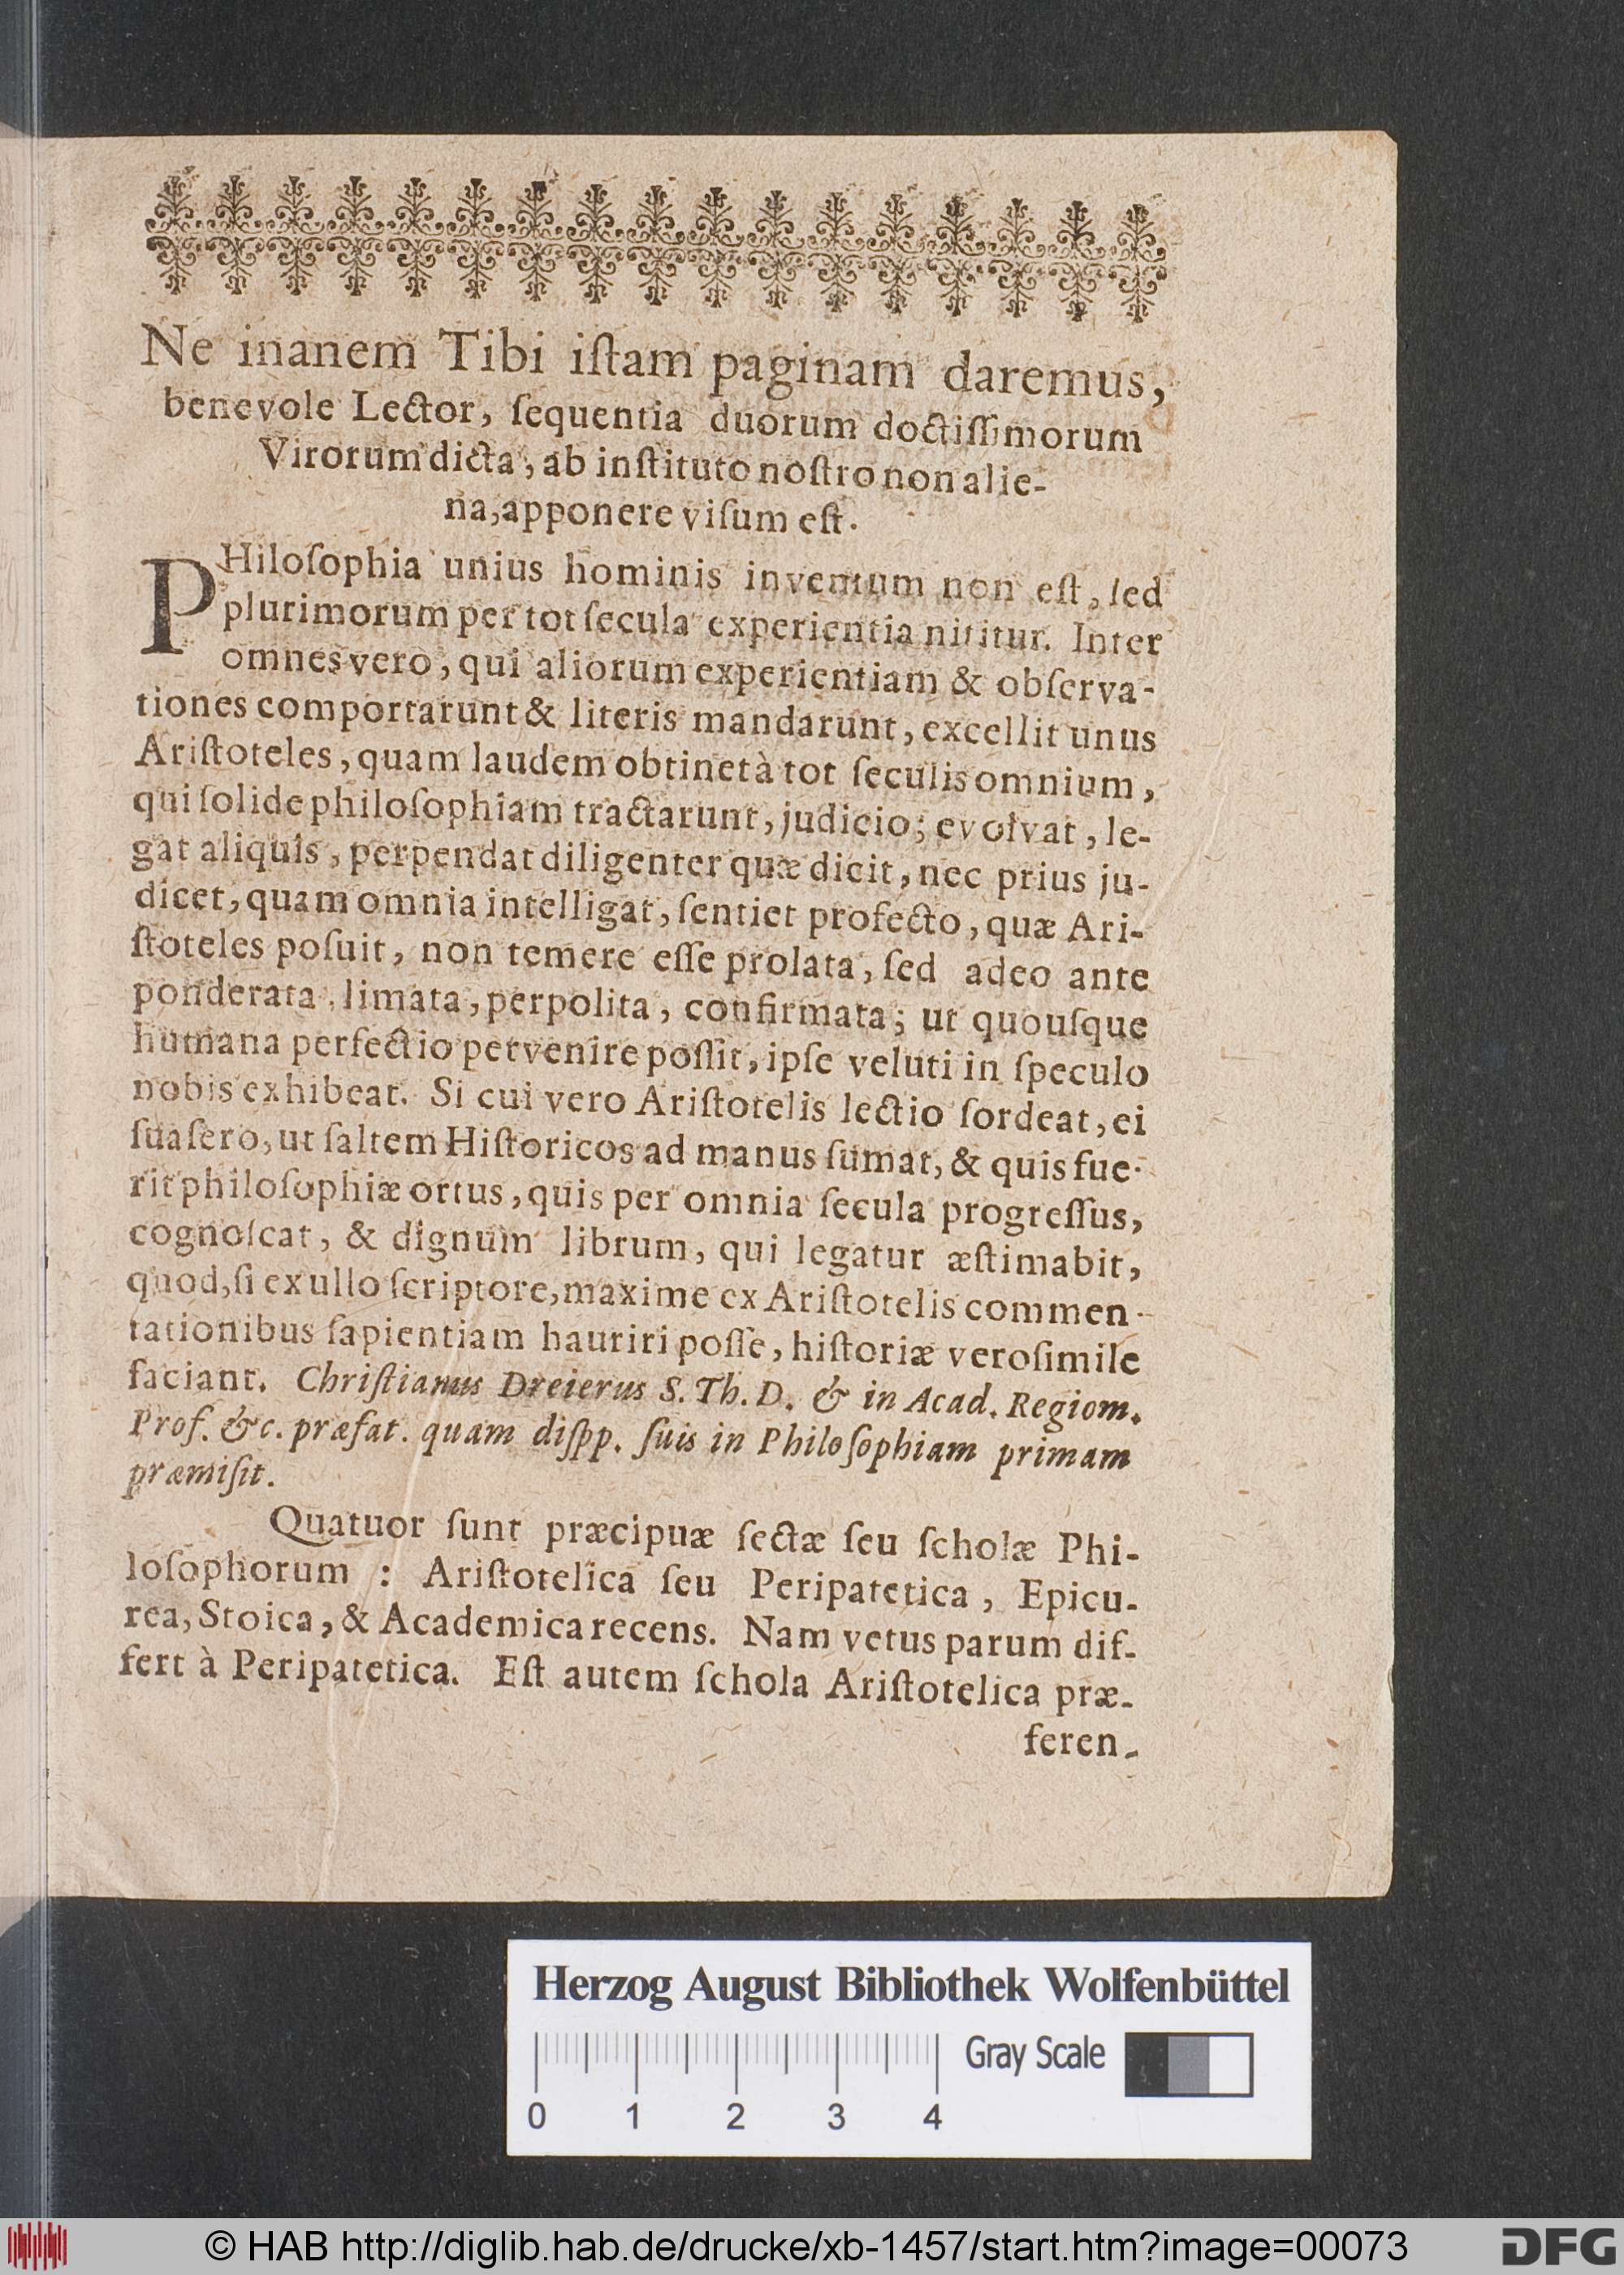 Ne inanem Tibi iſtam paginam daremus,
benevole Lector, ſequentia duorum doctiſſimorum
Virorum dicta, ab inſtituto noſtro non alie-
na, apponere viſum eſt.
PHiloſophia unius hominis inventum non eſt, ſed
plurimorum per tot ſecula experientia nititur. Inter
omnes vero, qui aliorum experientiam & obſerva-
tiones comportarunt & literis mandarunt, excellit unus
Ariſtoteles, quam laudem obtinet à tot ſeculis omnium,
qui ſolide philoſophiam tractarunt, judicio; evolvat, le-
gat aliquis, perpendat diligenter quæ dicit, nec prius ju-
dicet, quam omnia intelligat, ſentiet profecto, quæ Ari-
ſtoteles poſuit, non temere eſſe prolata, ſed adeo ante
ponderata, limata, perpolita, confirmata; ut quouſque
humana perfectio pervenire poſſit, ipſe veluti in ſpeculo
nobis exhibeat. Si cui vero Ariſtotelis lectio ſordeat, ei
ſuaſero, ut ſaltem Hiſtoricos ad manus ſumat, & quis fue-
rit philoſophiæ ortus, quis per omnia ſecula progreſſus,
cognoſcat, & dignum librum, qui legatur æſtimabit,
quod, ſi ex ullo ſcriptore, maxime ex Ariſtotelis commen-
tationibus ſapientiam hauriri poſſe, hiſtoriæ veroſimile
faciant. Chriſtianus Dreierus S. Th. D. & in Acad. Regiom.
Prof. &c. præfat. quam diſpp. ſuis in Philoſophiam primam
præmiſit.
Quatuor ſunt præcipuæ ſectæ ſeu ſcholæ Phi-
loſophorum : Ariſtotelica ſeu Peripatetica, Epicu-
rea, Stoica, & Academica recens. Nam vetus parum dif-
fert à Peripatetica. Eſt autem ſchola Ariſtotelica præ-
feren-
Herzog August Bibliothek Wolfenbüttel
Gray Scale
0 1 2 3 4
© HAB http://diglib.hab.de/drucke/xb-1457/start.htm?image=00073
DFG